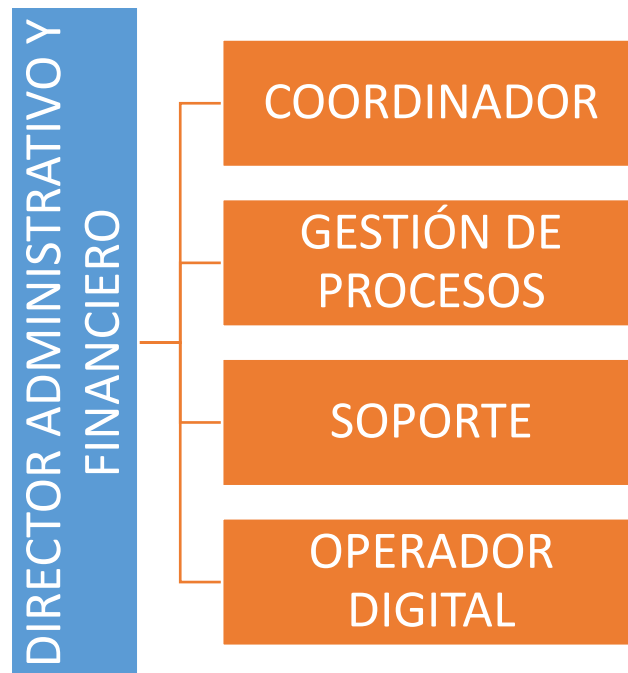 DIRECTOR ADMINISTRATIVO Y
FINANCIERO
COORDINADOR
GESTIÓN DE
PROCESOS
SOPORTE
OPERADOR
DIGITAL